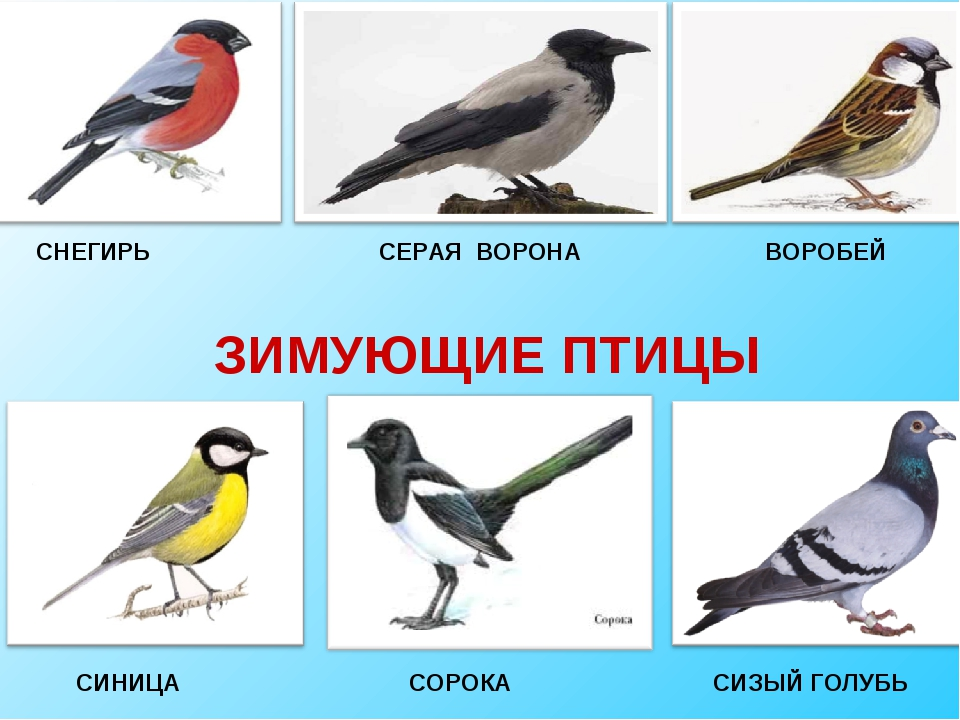 СНЕГИРЬ
СЕРАЯ ВОРОНА
ВОРОБЕЙ
ЗИМУЮЩИЕ ПТИЦЫ
Сорока
СИНИЦА
СОРОКА
СИЗЫЙ ГОЛУБЬ